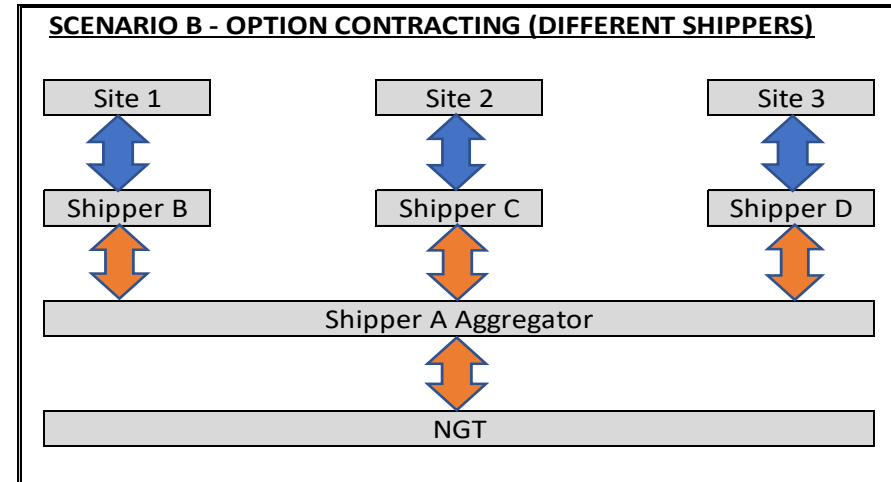 SCENARIO B - OPTION CONTRACTING (DIFFERENT SHIPPERS)
Site 1
Site 2
Site 3
Shipper B
Shipper C
Shipper D
Shipper A Aggregator
NGT